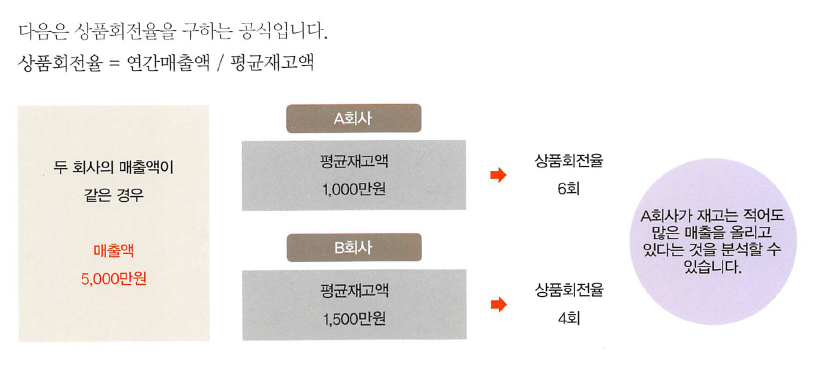 다음은 상품회전율을 구하는 공식입니다.
상품회전율 = 연간매출액 / 평균재고액
두 회사의 매출액이
같은 경우
매출액
5,000만원
A회사
평균재고액
1,000만원
상품회전율
6회
B회사
평균재고액
1,500만원
상품회전율
4회
A회사가 재고는 적어도
많은 매출을 올리고
있다는 것을 분석할 수
있습니다.